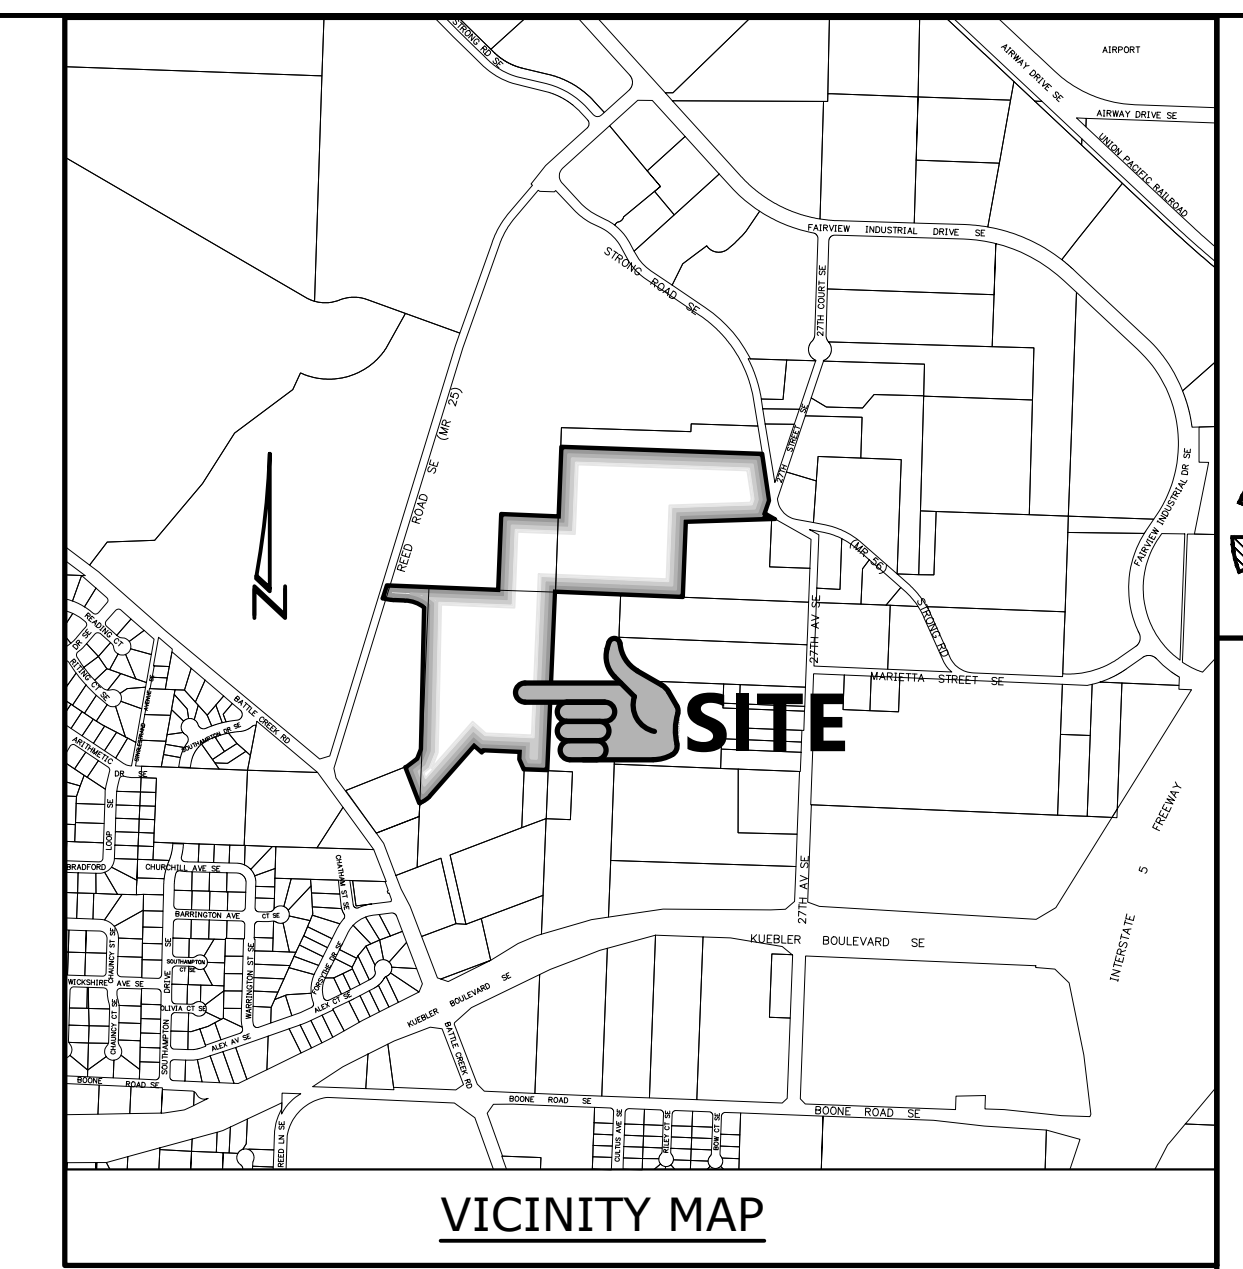 STRONG RD SE
AIRWAY DRIVE SE
AIRPORT
AIRWAY DRIVE SE
UNION PACIFIC RAILROAD
FAIRVIEW INDUSTRIAL DRIVE SE
STRONG ROAD SE
27TH COURT SE
REED ROAD SE (MR 25)
27TH STREET SE
FAIRVIEW INDUSTRIAL DR SE
(MR 56)
STRONG RD
27TH AV SE
MARIETTA STREET SE
N
READING CT
RITING CT SE
ARITHMETIC
DR SE
AVENUE SE
SOUTHAMPTON DR SE
BATTLE CREEK RD
SITE
LOOP SE
BRADFORD
CHURCHILL AVE SE
CHATHAM ST SE
BARRINGTON AVE CT SE
27TH AV SE
INTERSTATE 5 FREEWAY
KUEBLER BOULEVARD SE
CHAUNCY ST SE
SOUTHAMPTON
CT SE
WARRINGTON ST SE
FORSYTHE DR SE
WICKSHIRE AVE SE
OLIVIA CT SE
ALEX CT SE
KUEBLER BOULEVARD SE
CHAUNCY CT SE
SOUTHAMPTON DRIVE SE
ALEX AV SE
BATTLE CREEK RD
BOONE ROAD SE
BOONE ROAD SE
BOONE ROAD SE
REED LN SE
CULTUS AVE SE
RILEY CT SE
BOW CT SE
VICINITY MAP